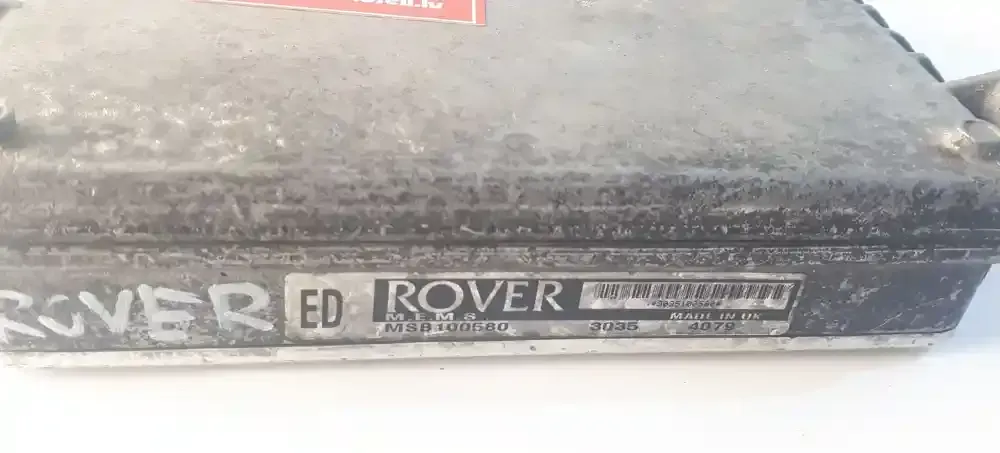 ROVER
ED
ROVER
M.E.M.S
MADE IN UK
MSB100580 3035 4079